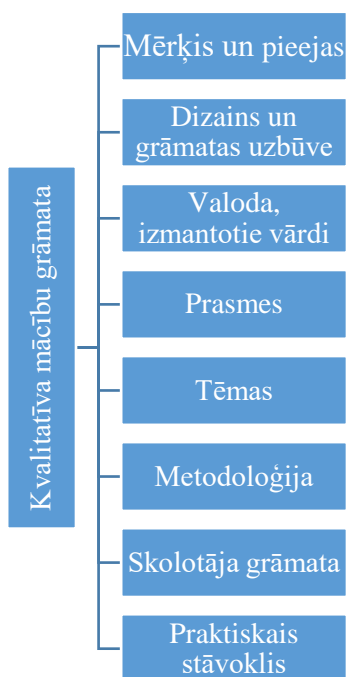 Kvalitatīva mācību grāmata
Mērķis un pieejas
Dizains un
grāmatas uzbūve
Valoda,
izmantotie vārdi
Prasmes
Tēmas
Metodoloģija
Skolotāja grāmata
Praktiskais
stāvoklis